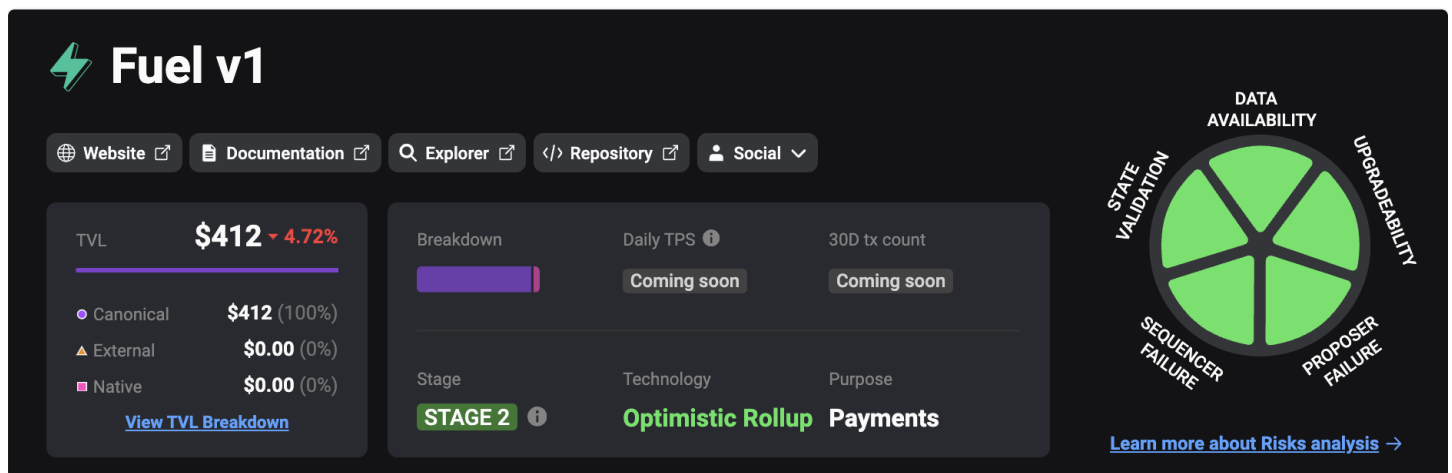 Fuel v1
Website
Documentation
Explorer
Repository
Social
TVL
$412 4.72%
Canonical $412 (100%)
External $0.00 (0%)
Native $0.00 (0%)
View TVL Breakdown
Breakdown
Daily TPS
Coming soon
30D tx count
Coming soon
Stage
STAGE 2
Technology
Optimistic Rollup
Purpose
Payments
DATA
AVAILABILITY
STATE
VALIDATION
UPGRADEABILITY
SEQUENCER
FAILURE
PROPOSER
FAILURE
Learn more about Risks analysis